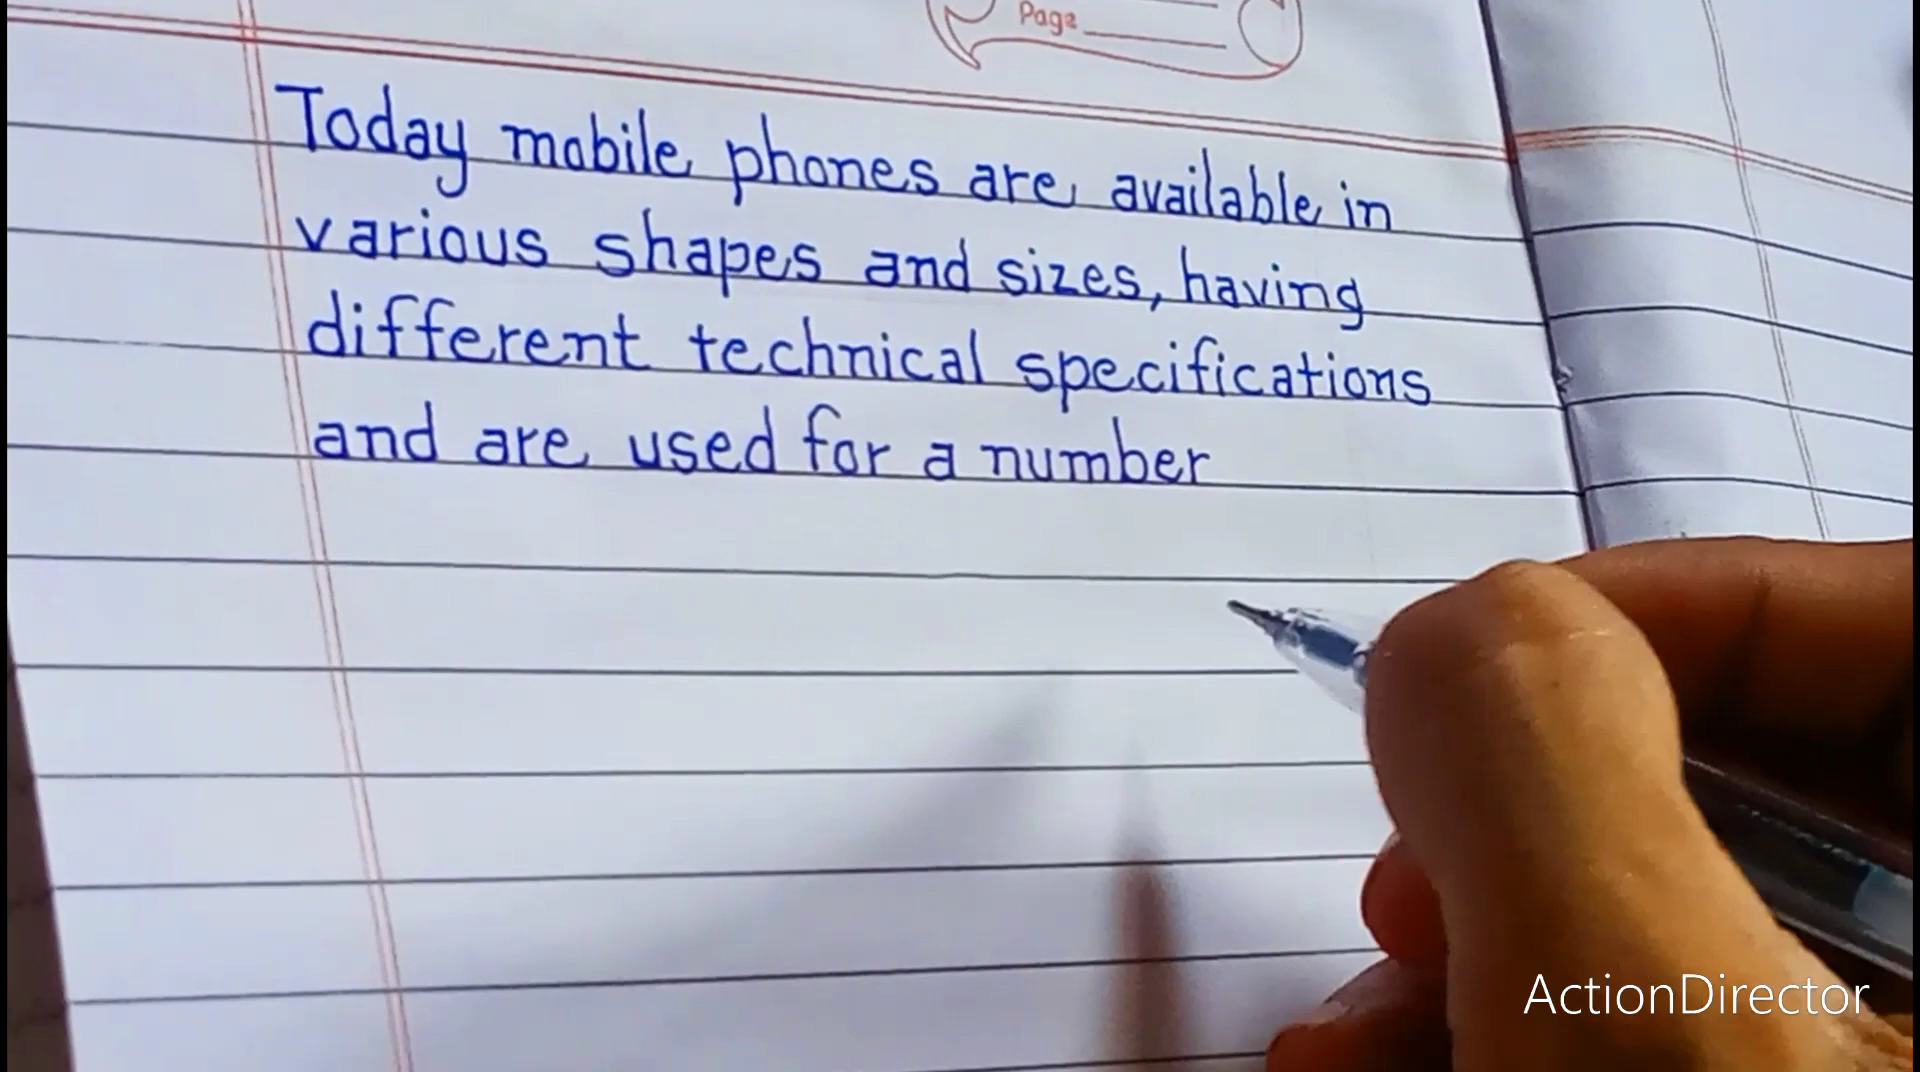 Page
Today mobile phones are available in
various shapes and sizes, having
different technical specifications
and are used for a number
ActionDirector